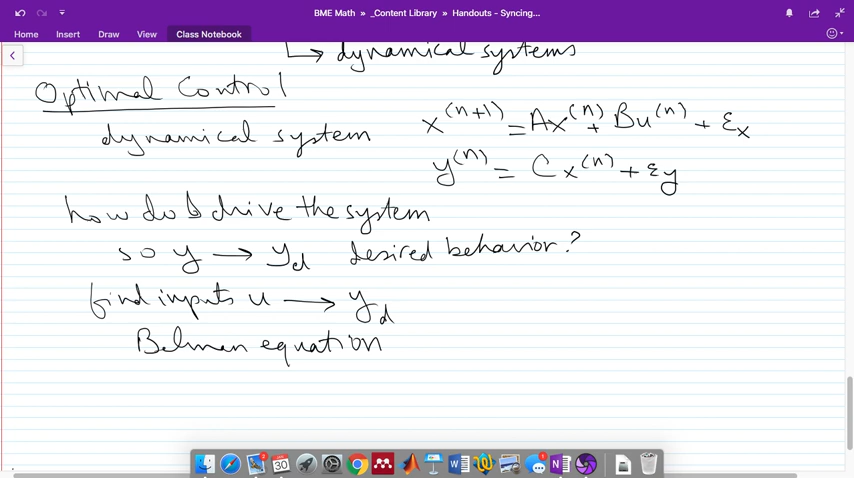 BME Math » _Content Library » Handouts - Syncing...
Home Insert Draw View Class Notebook
↳ dynamical systems
Optimal Control
dynamical system
x^(n+1) = Ax^(n) + Bu^(n) + ε_x
y^(n) = Cx^(n) + ε_y
how do I drive the system
so y → y_d desired behavior?
find inputs u → y_d
Belman equation
30